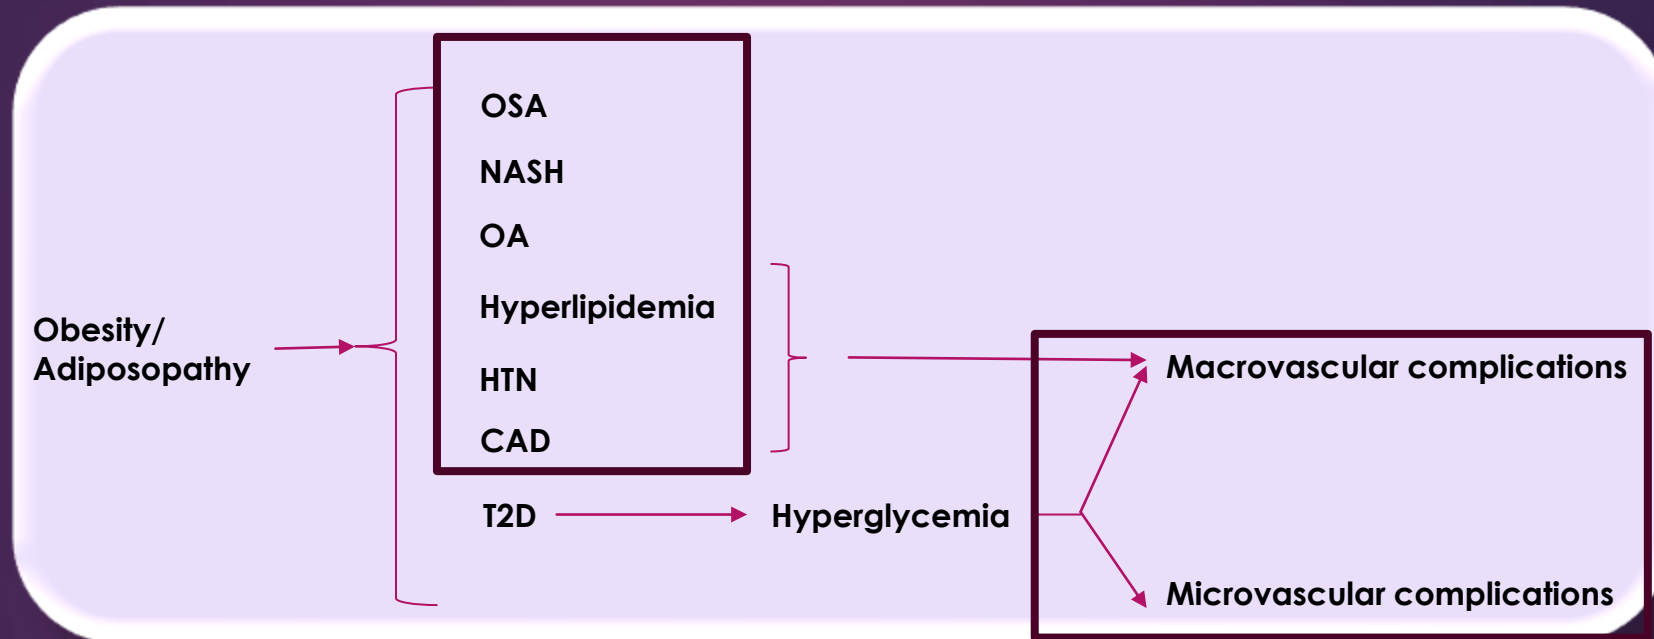 OSA
NASH
OA
Hyperlipidemia
Obesity/
Adiposopathy
HTN
CAD
Macrovascular complications
T2D
Hyperglycemia
Microvascular complications